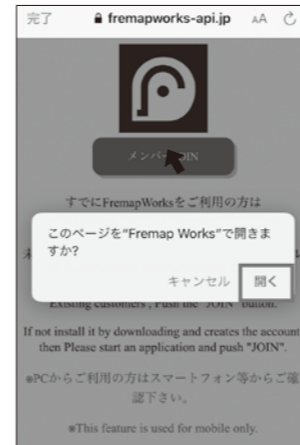 完了 fremapworks-api.jp AA
メンバーJOIN
すでにFremapWorksをご利用の方は
このページを“Fremap Works”で開きま
すか?
キャンセル 開く
Existing customers , Push the "JOIN" button.
If not install it by downloading and creates the account
then Please start an application and push "JOIN".
※PCからご利用の方はスマートフォン等からご確
認下さい。
※This feature is used for mobile only.